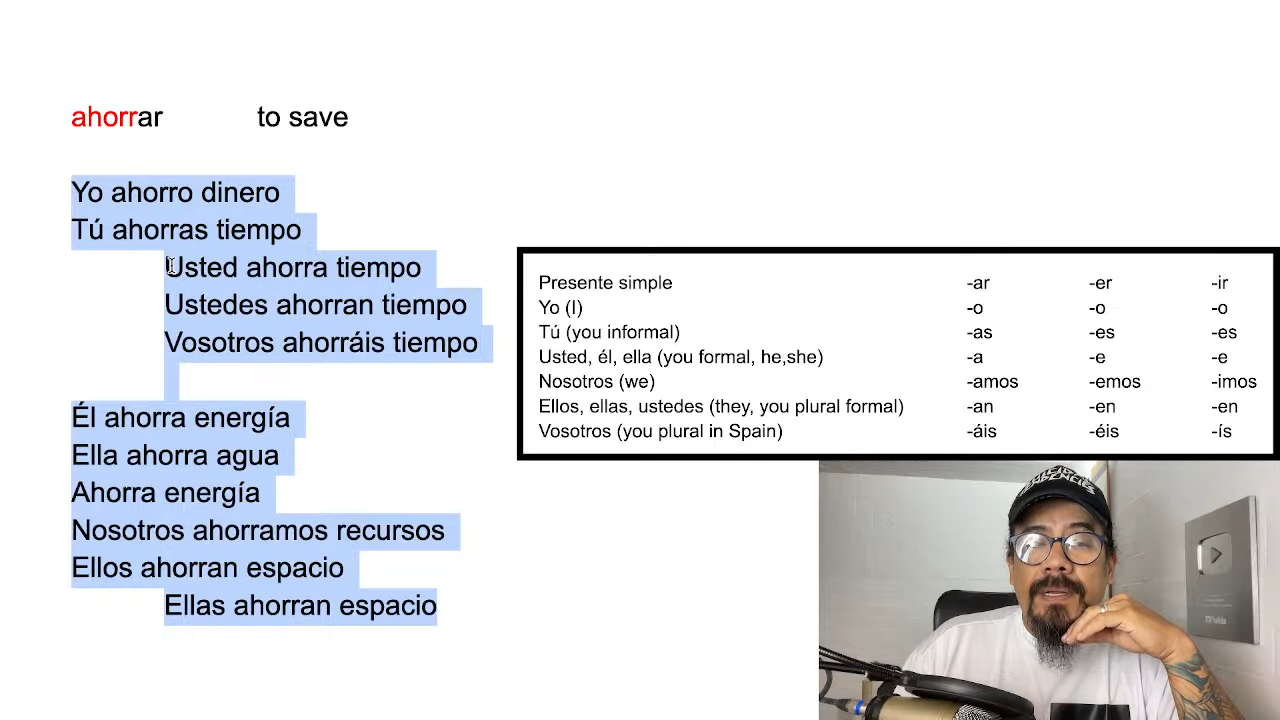 ahorrar to save
Yo ahorro dinero
Tú ahorras tiempo
Usted ahorra tiempo
Ustedes ahorran tiempo
Vosotros ahorráis tiempo
Él ahorra energía
Ella ahorra agua
Ahorra energía
Nosotros ahorramos recursos
Ellos ahorran espacio
Ellas ahorran espacio
Presente simple -ar -er -ir
Yo (I) -o -o -o
Tú (you informal) -as -es -es
Usted, él, ella (you formal, he,she) -a -e -e
Nosotros (we) -amos -emos -imos
Ellos, ellas, ustedes (they, you plural formal) -an -en -en
Vosotros (you plural in Spain) -áis -éis -ís